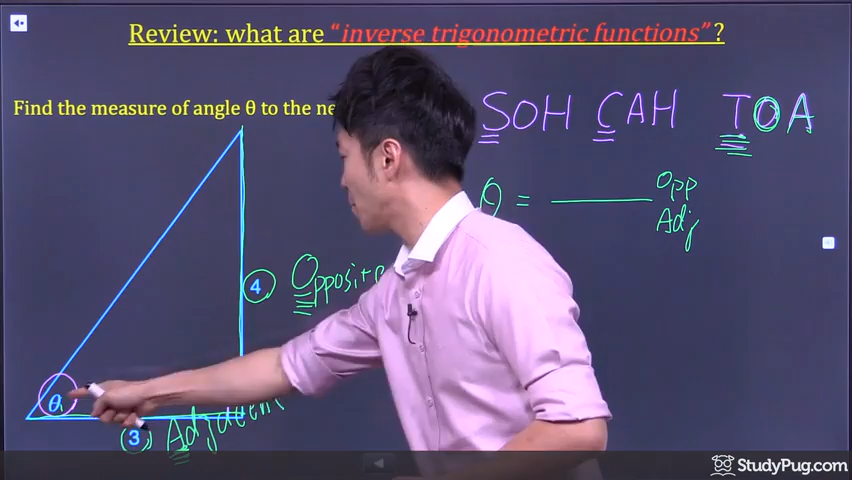 Review: what are “inverse trigonometric functions” ?
Find the measure of angle θ to the
SOH CAH TOA
θ = Opp
Adj
4 Opposite
θ
3 Adjacent
StudyPug.com